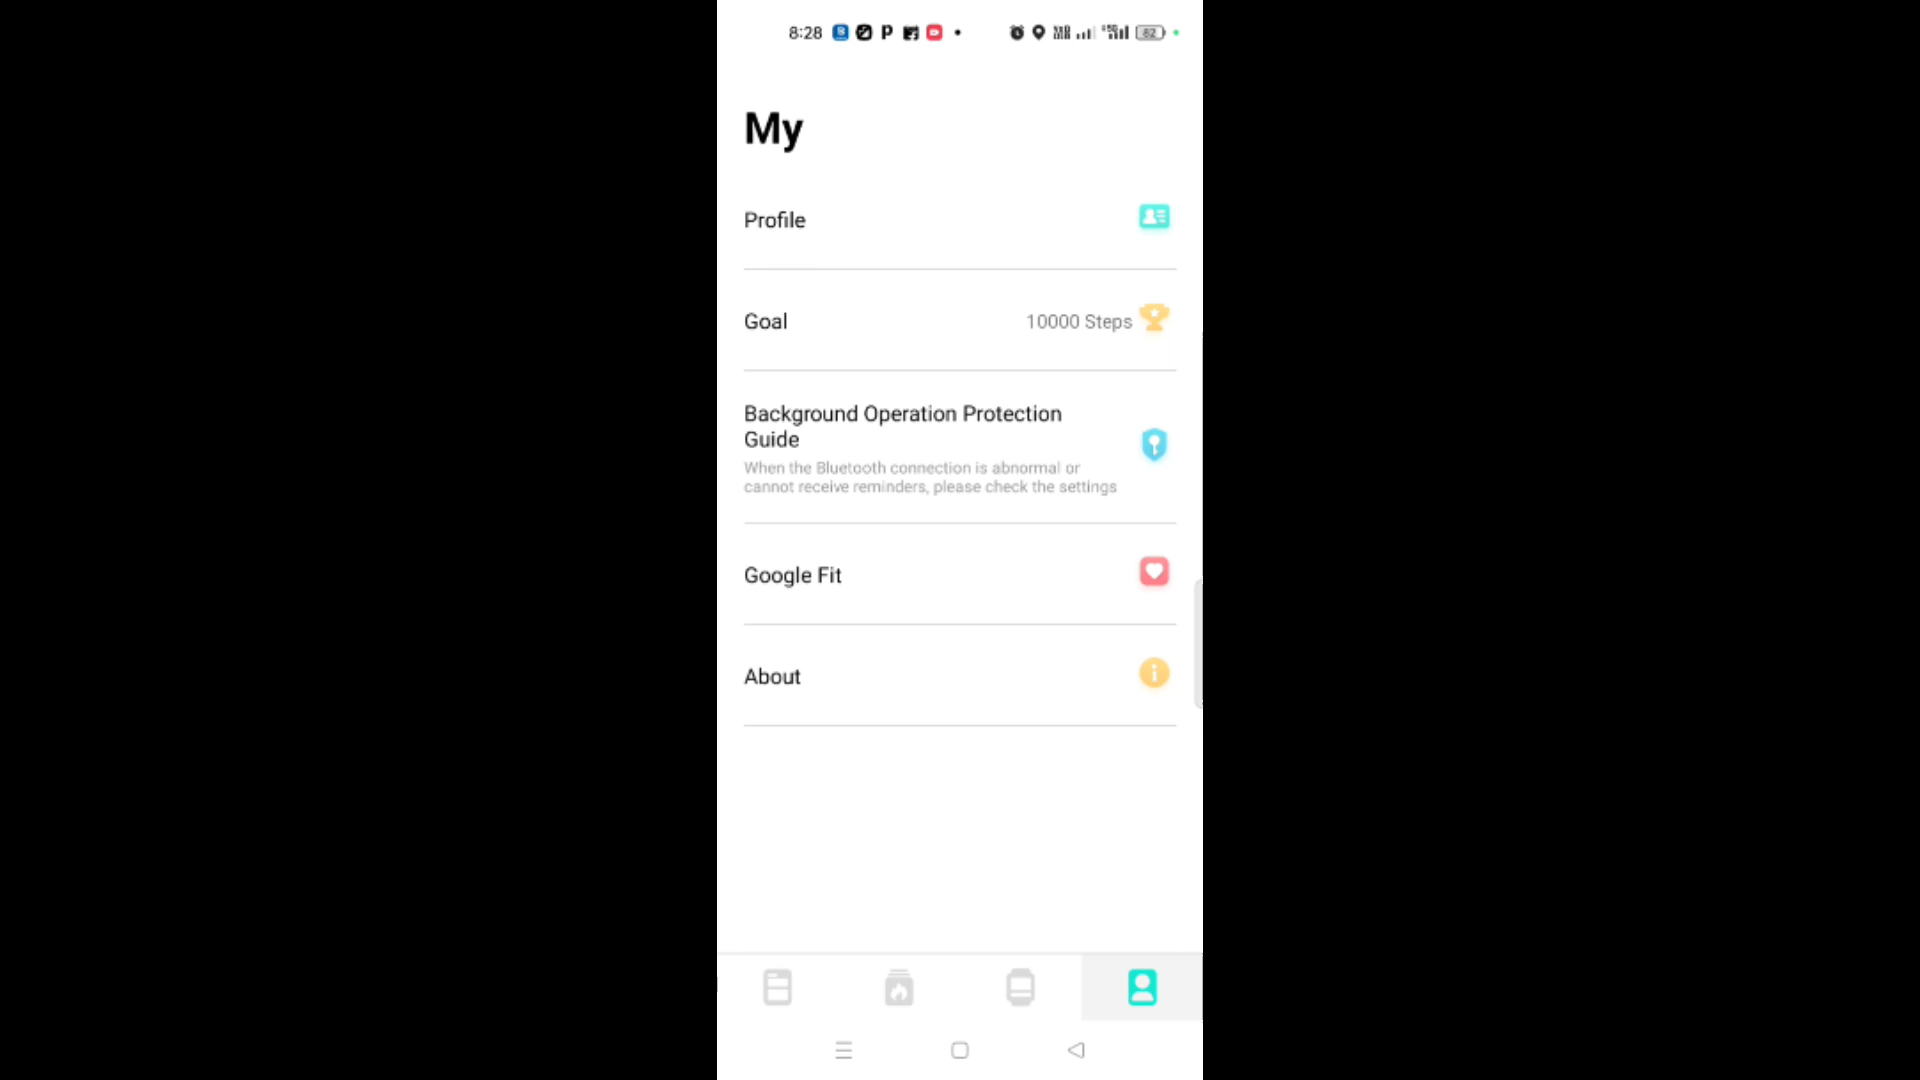 8:28
82
My
Profile
Goal
10000 Steps
Background Operation Protection
Guide
When the Bluetooth connection is abnormal or
cannot receive reminders, please check the settings
Google Fit
About